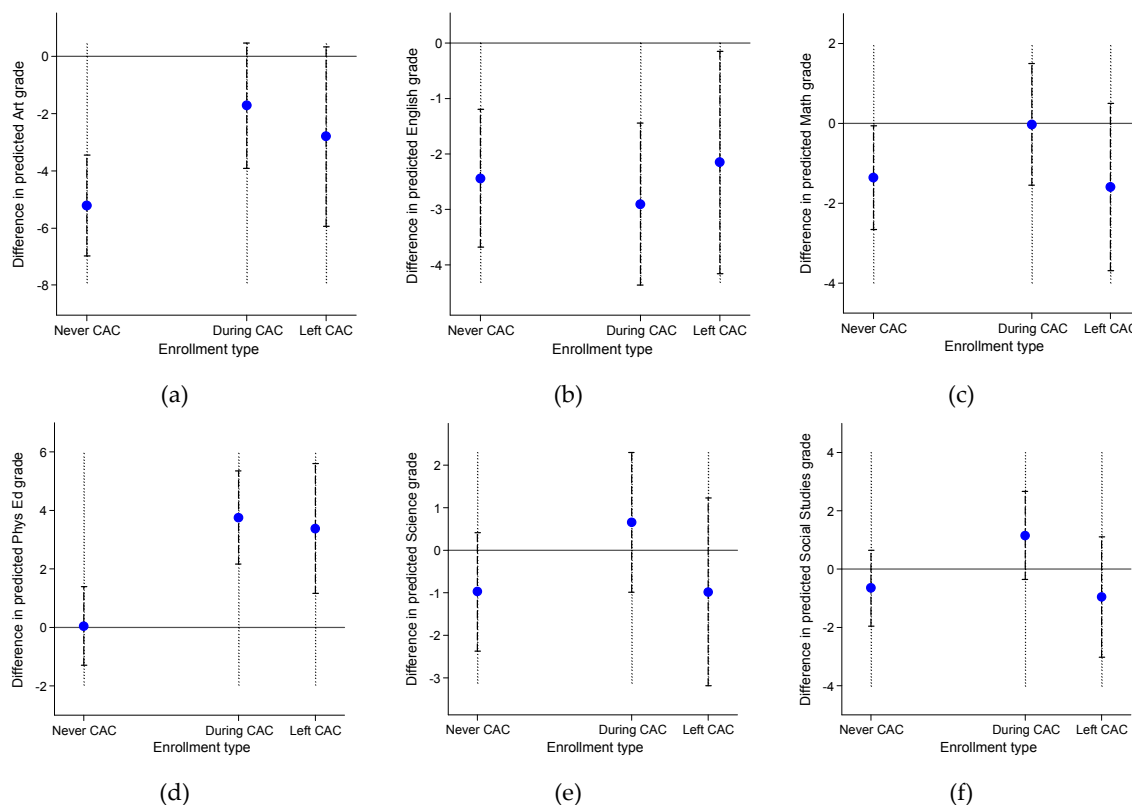 Difference in predicted Art grade
0
-2
-4
-6
-8
Never CAC
During CAC
Left CAC
Enrollment type
(a)
Difference in predicted English grade
0
-1
-2
-3
-4
Never CAC
During CAC
Left CAC
Enrollment type
(b)
Difference in predicted Math grade
2
0
-2
-4
Never CAC
During CAC
Left CAC
Enrollment type
(c)
Difference in predicted Phys Ed grade
6
4
2
0
-2
Never CAC
During CAC
Left CAC
Enrollment type
(d)
Difference in predicted Science grade
2
1
0
-1
-2
-3
Never CAC
During CAC
Left CAC
Enrollment type
(e)
Difference in predicted Social Studies grade
4
2
0
-2
-4
Never CAC
During CAC
Left CAC
Enrollment type
(f)